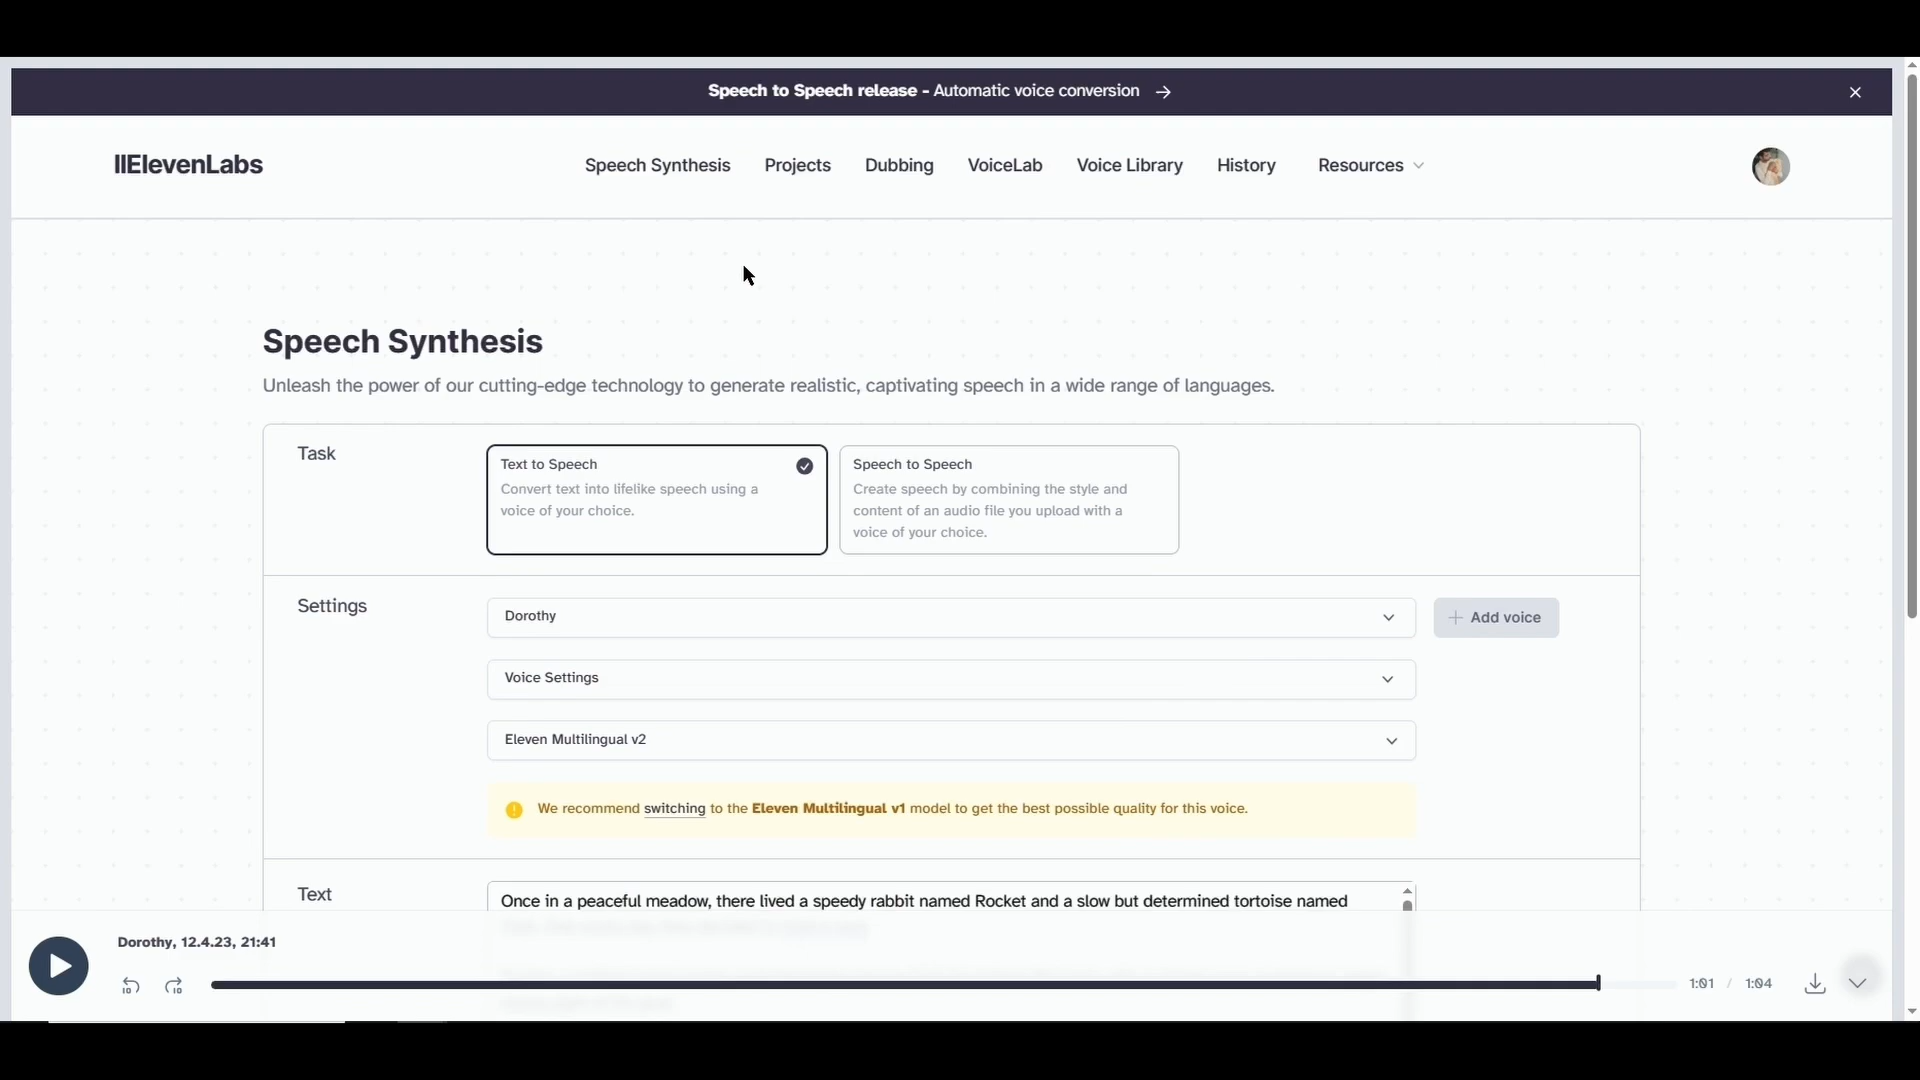 Speech to Speech release - Automatic voice conversion →
IIElevenLabs
Speech Synthesis
Projects
Dubbing
VoiceLab
Voice Library
History
Resources
Speech Synthesis
Unleash the power of our cutting-edge technology to generate realistic, captivating speech in a wide range of languages.
Task
Text to Speech
Convert text into lifelike speech using a
voice of your choice.
Speech to Speech
Create speech by combining the style and
content of an audio file you upload with a
voice of your choice.
Settings
Dorothy
+ Add voice
Voice Settings
Eleven Multilingual v2
We recommend switching to the Eleven Multilingual v1 model to get the best possible quality for this voice.
Text
Once in a peaceful meadow, there lived a speedy rabbit named Rocket and a slow but determined tortoise named
Dorothy, 12.4.23, 21:41
1:01 / 1:04